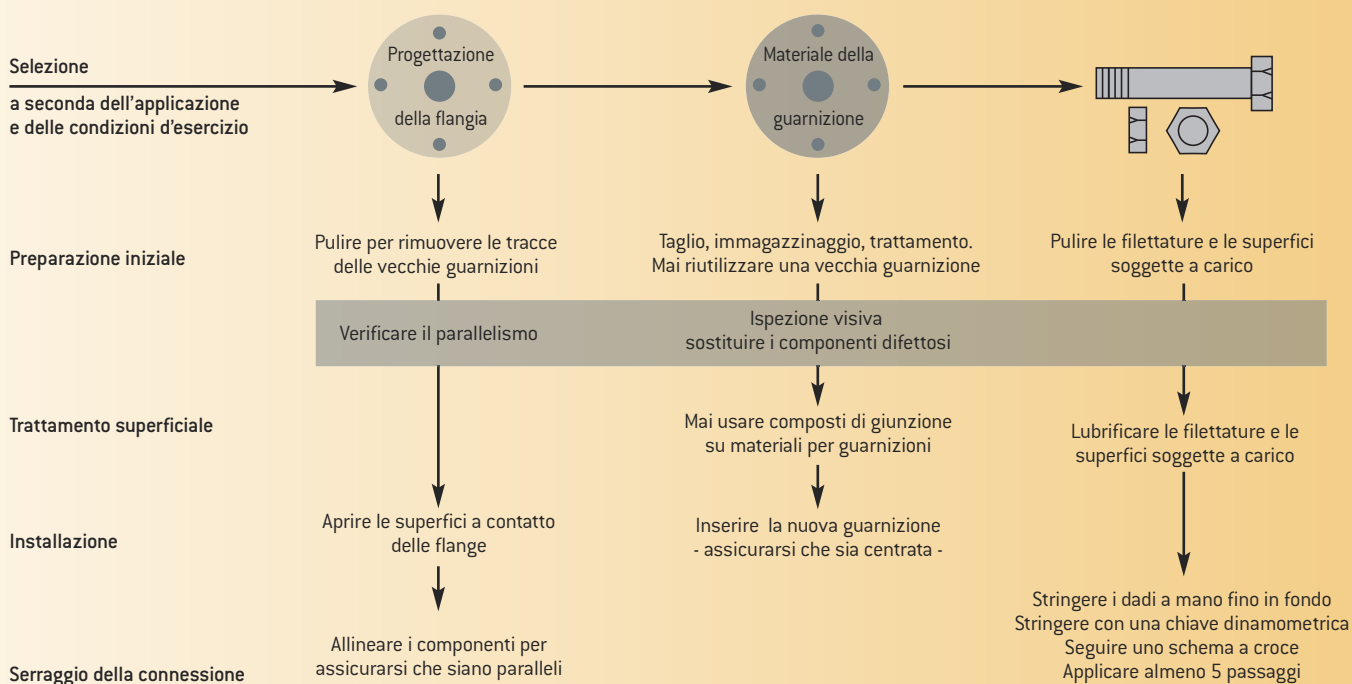 Selezione
a seconda dell'applicazione
e delle condizioni d'esercizio
Progettazione
della flangia
Materiale della
guarnizione
Preparazione iniziale
Pulire per rimuovere le tracce
delle vecchie guarnizioni
Taglio, immagazzinaggio, trattamento.
Mai riutilizzare una vecchia guarnizione
Pulire le filettature e le superfici
soggette a carico
Verificare il parallelismo
Ispezione visiva
sostituire i componenti difettosi
Trattamento superficiale
Mai usare composti di giunzione
su materiali per guarnizioni
Lubrificare le filettature e le
superfici soggette a carico
Installazione
Aprire le superfici a contatto
delle flange
Inserire la nuova guarnizione
- assicurarsi che sia centrata -
Serraggio della connessione
Allineare i componenti per
assicurarsi che siano paralleli
Stringere i dadi a mano fino in fondo
Stringere con una chiave dinamometrica
Seguire uno schema a croce
Applicare almeno 5 passaggi